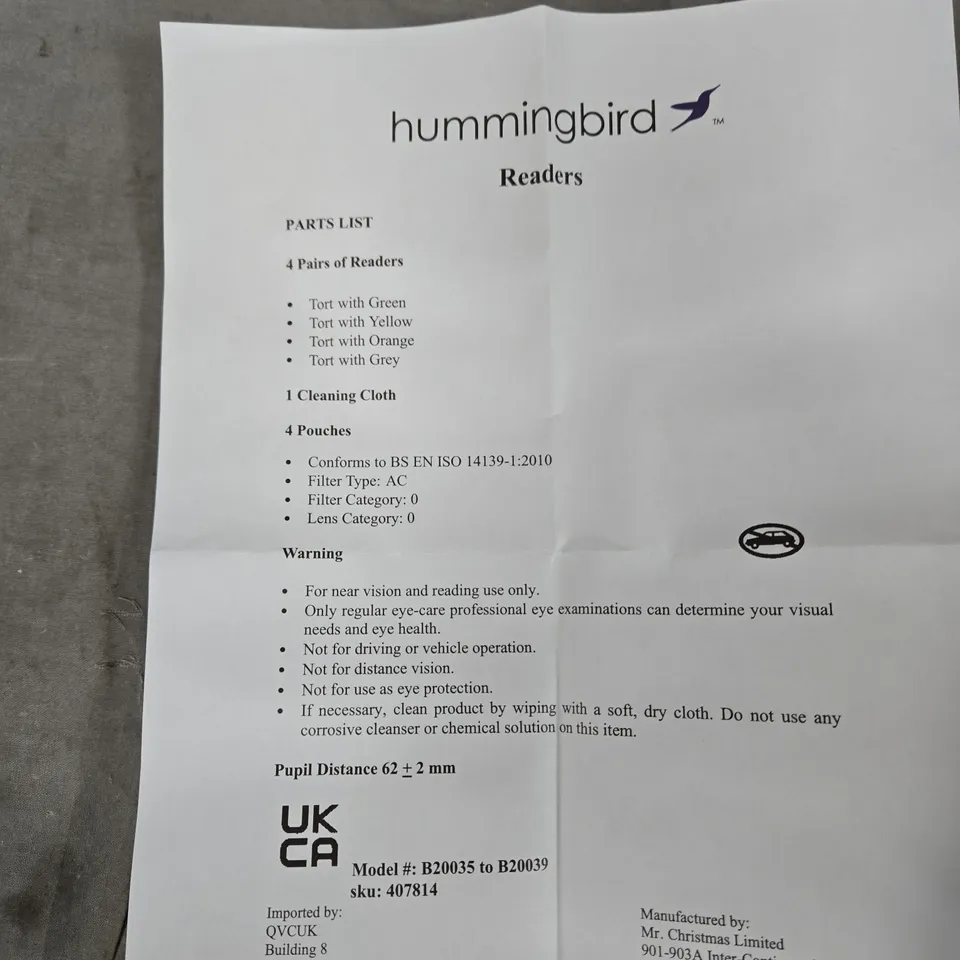 hummingbird TM
Readers
PARTS LIST
4 Pairs of Readers
• Tort with Green
• Tort with Yellow
• Tort with Orange
• Tort with Grey
1 Cleaning Cloth
4 Pouches
• Conforms to BS EN ISO 14139-1:2010
• Filter Type: AC
• Filter Category: 0
• Lens Category: 0
Warning
• For near vision and reading use only.
• Only regular eye-care professional eye examinations can determine your visual
needs and eye health.
• Not for driving or vehicle operation.
• Not for distance vision.
• Not for use as eye protection.
• If necessary, clean product by wiping with a soft, dry cloth. Do not use any
corrosive cleanser or chemical solution on this item.
Pupil Distance 62 ± 2 mm
UK
CA
Model #: B20035 to B20039
sku: 407814
Imported by:
QVCUK
Building 8
Manufactured by:
Mr. Christmas Limited
901-903A Inter